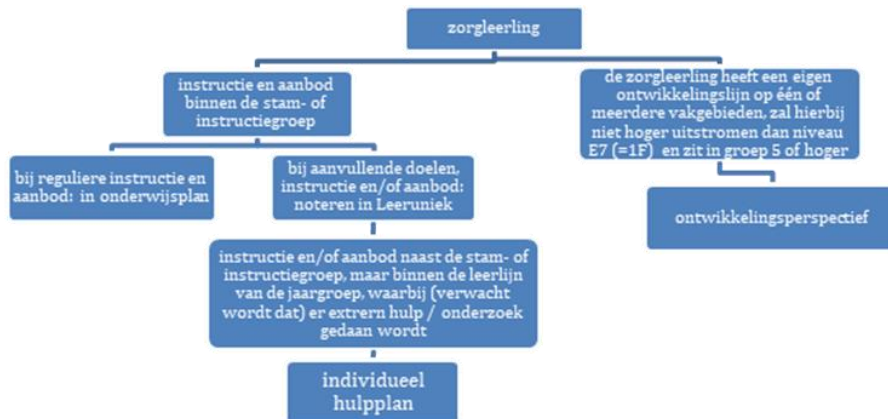 zorgleerling
instructie en aanbod
binnen de stam- of
instructiegroep
de zorgleerling heeft een eigen
ontwikkelingslijn op één of
meerdere vakgebieden, zal hierbij
niet hoger uitstromen dan niveau
E7 (=1F) en zit in groep 5 of hoger
bij reguliere instructie en
aanbod: in onderwijsplan
bij aanvullende doelen,
instructie en/of aanbod:
noteren in Leeruniek
ontwikkelingsperspectief
instructie en/of aanbod naast de stam- of
instructiegroep, maar binnen de leerlijn
van de jaargroep, waarbij (verwacht
wordt dat) er extrern hulp / onderzoek
gedaan wordt
individueel
hulpplan